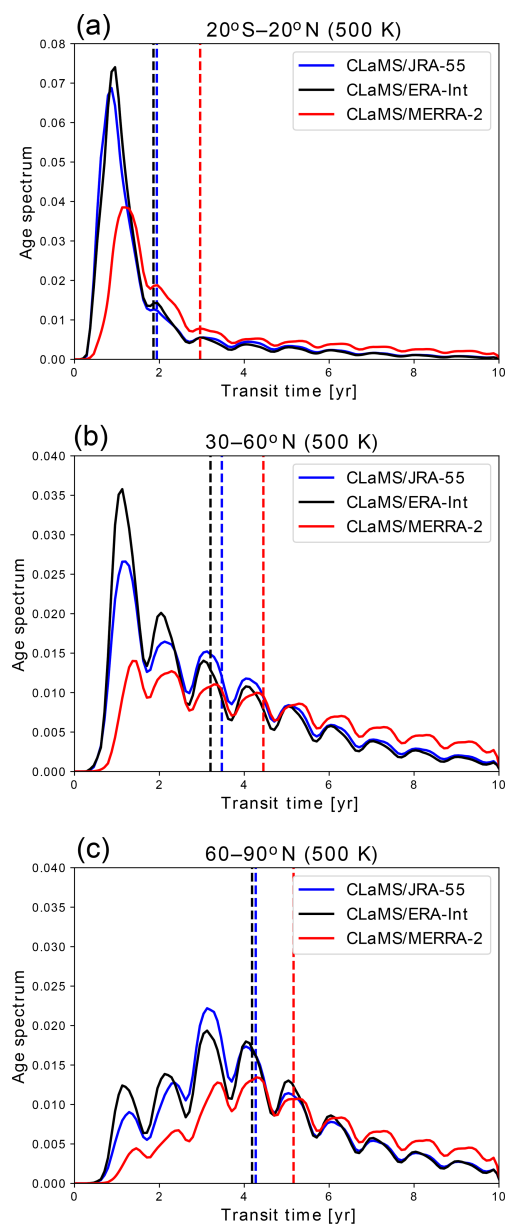 (a)
20°S–20°N (500 K)
CLaMS/JRA-55
CLaMS/ERA-Int
CLaMS/MERRA-2
Age spectrum
0.08
0.07
0.06
0.05
0.04
0.03
0.02
0.01
0.00
0 2 4 6 8 10
Transit time [yr]
(b)
30–60°N (500 K)
CLaMS/JRA-55
CLaMS/ERA-Int
CLaMS/MERRA-2
Age spectrum
0.040
0.035
0.030
0.025
0.020
0.015
0.010
0.005
0.000
0 2 4 6 8 10
Transit time [yr]
(c)
60–90°N (500 K)
CLaMS/JRA-55
CLaMS/ERA-Int
CLaMS/MERRA-2
Age spectrum
0.040
0.035
0.030
0.025
0.020
0.015
0.010
0.005
0.000
0 2 4 6 8 10
Transit time [yr]